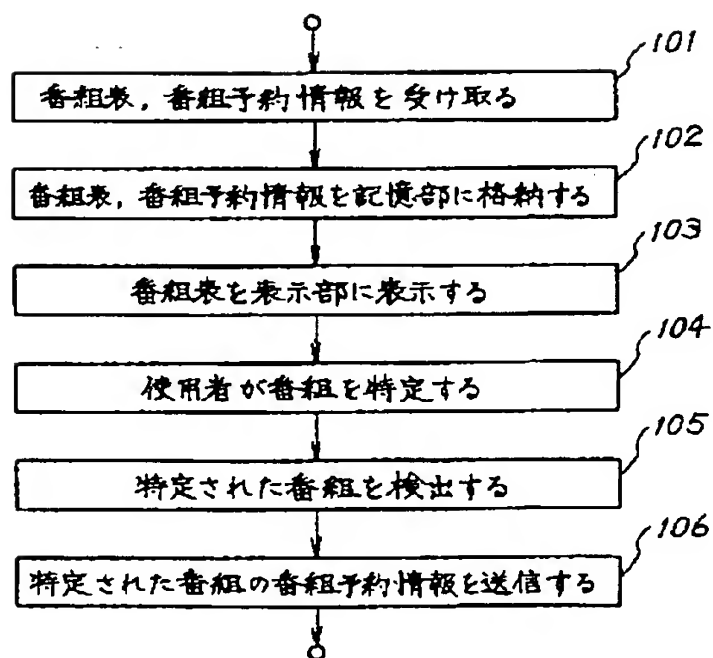 101
番組表,番組予約情報を受け取る
102
番組表,番組予約情報を記憶部に格納する
103
番組表を表示部に表示する
104
使用者が番組を特定する
105
特定された番組を検出する
106
特定された番組の番組予約情報を送信する